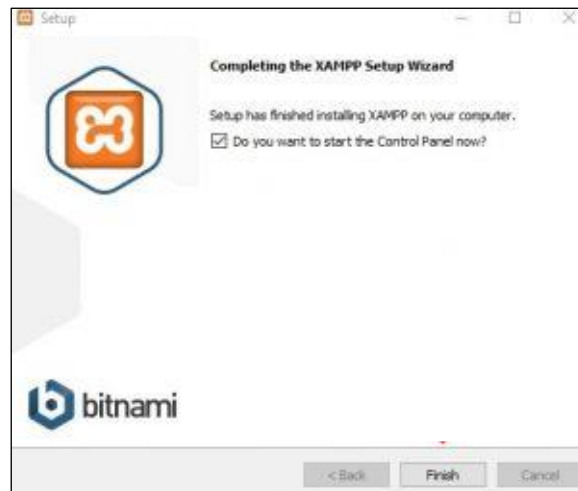 Setup
Completing the XAMPP Setup Wizard
Setup has finished installing XAMPP on your computer.
Do you want to start the Control Panel now?
bitnami
< Back
Finish
Cancel